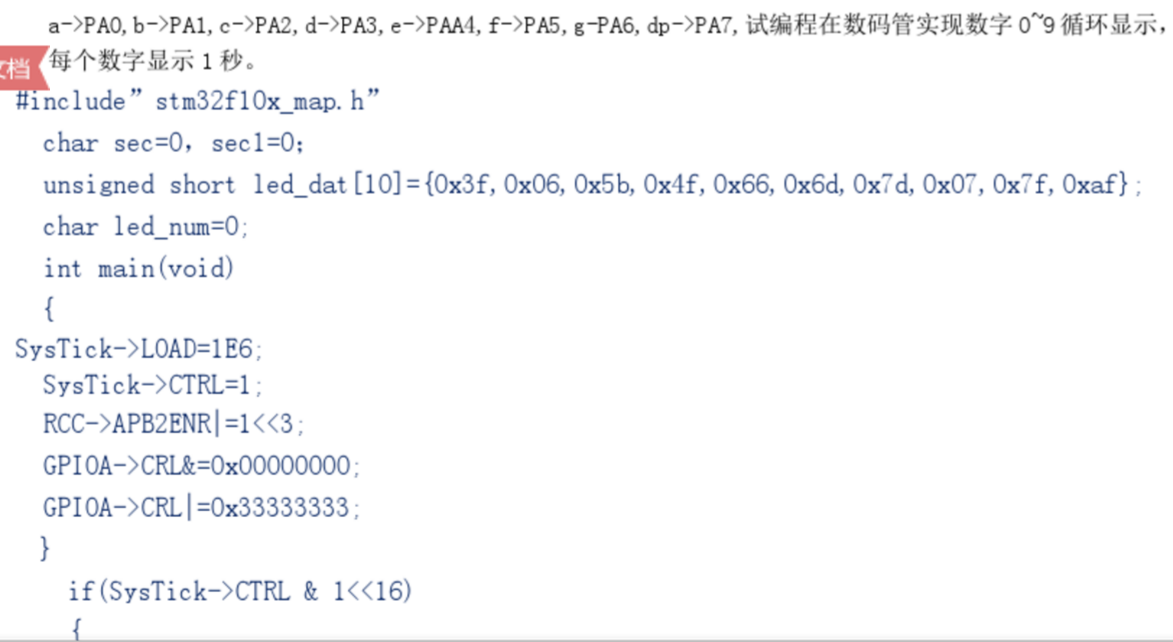 a->PA0, b->PA1, c->PA2, d->PA3, e->PAA4, f->PA5, g-PA6, dp->PA7, 试编程在数码管实现数字 0~9 循环显示,
每个数字显示 1 秒。
文档
#include” stm32f10x_map.h”
char sec=0, sec1=0;
unsigned short led_dat[10]={0x3f, 0x06, 0x5b, 0x4f, 0x66, 0x6d, 0x7d, 0x07, 0x7f, 0xaf};
char led_num=0;
int main(void)
{
SysTick->LOAD=1E6;
SysTick->CTRL=1;
RCC->APB2ENR|=1<<3;
GPIOA->CRL&=0x00000000;
GPIOA->CRL|=0x33333333;
}
if(SysTick->CTRL & 1<<16)
{